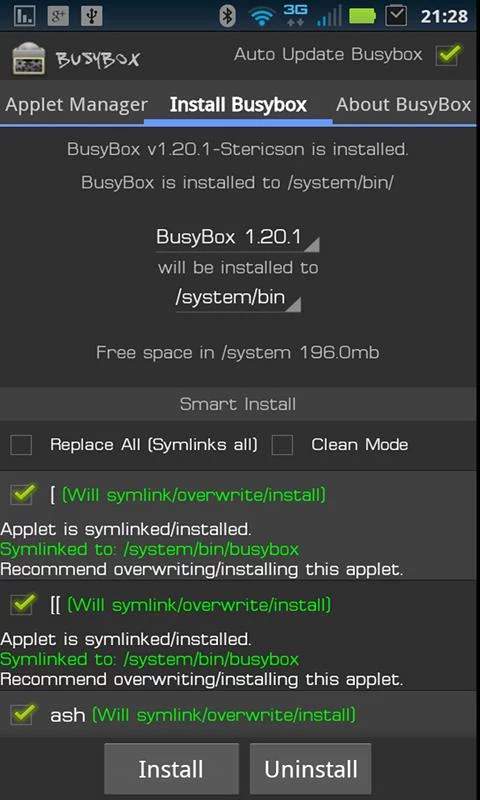 3G
21:28
BUSYBOX
Auto Update Busybox
Applet Manager
Install Busybox
About BusyBox
BusyBox v1.20.1-Stericson is installed.
BusyBox is installed to /system/bin/
BusyBox 1.20.1
will be installed to
/system/bin
Free space in /system 196.0mb
Smart Install
Replace All (Symlinks all)
Clean Mode
[ (Will symlink/overwrite/install)
Applet is symlinked/installed.
Symlinked to: /system/bin/busybox
Recommend overwriting/installing this applet.
[[ (Will symlink/overwrite/install)
Applet is symlinked/installed.
Symlinked to: /system/bin/busybox
Recommend overwriting/installing this applet.
ash (Will symlink/overwrite/install)
Install
Uninstall